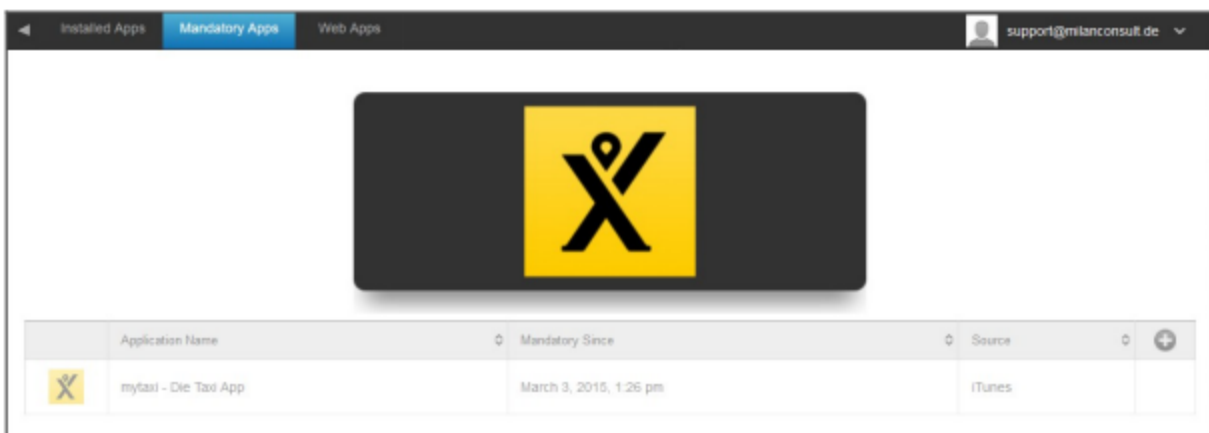 Installed Apps Mandatory Apps Web Apps support@milanconsult.de
Application Name Mandatory Since Source
mytaxi - Die Taxi App March 3, 2015, 1:26 pm iTunes